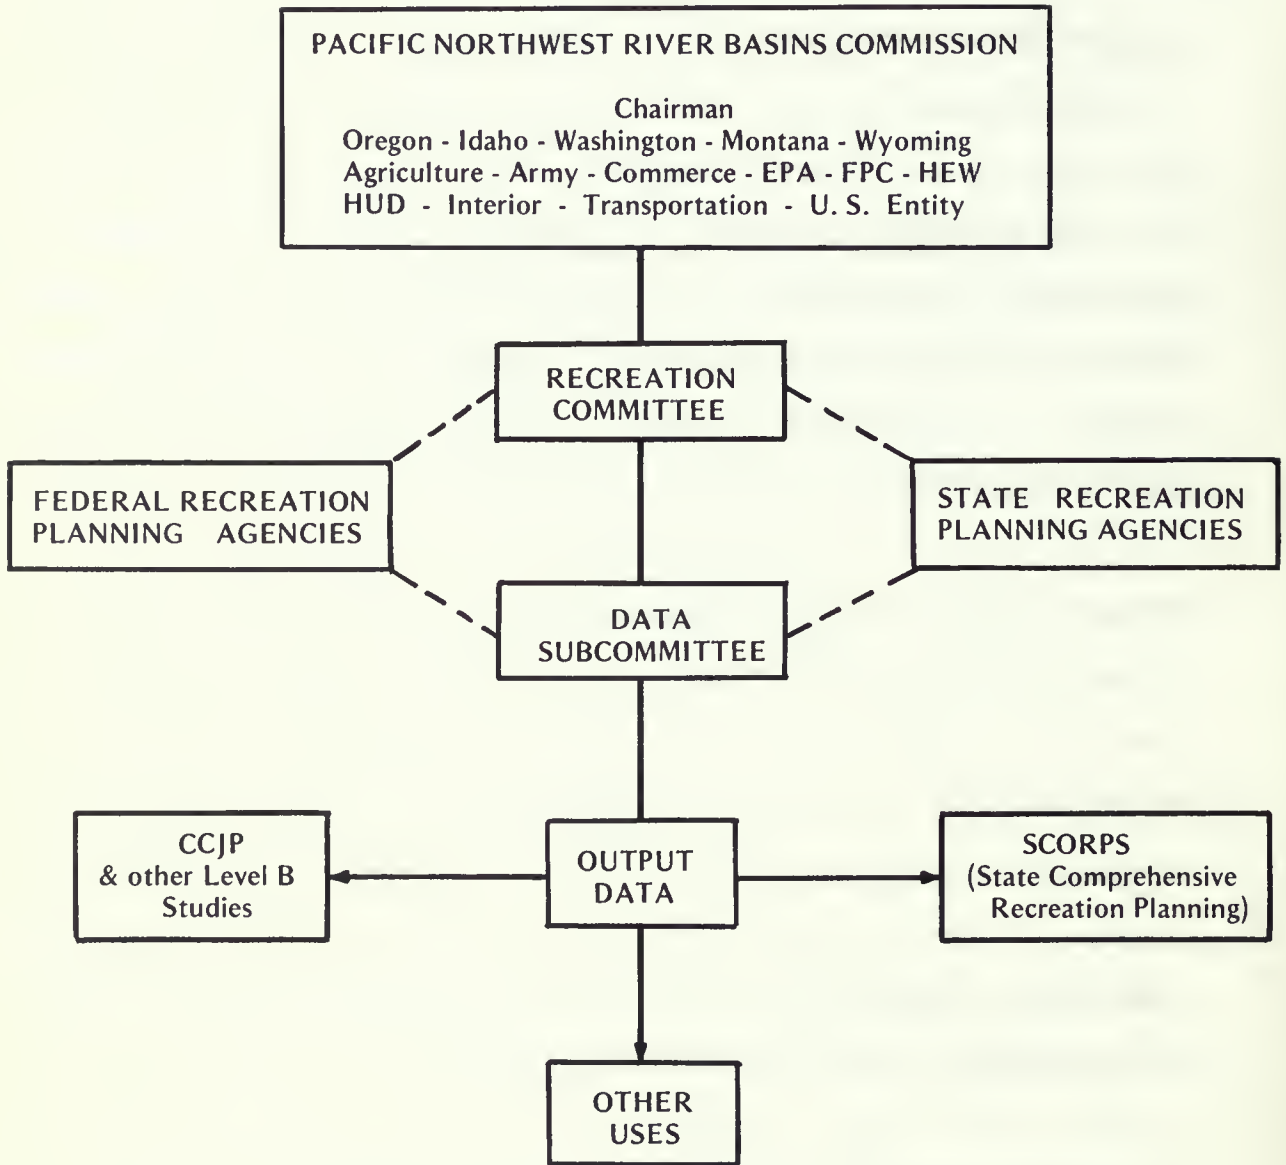 PACIFIC NORTHWEST RIVER BASINS COMMISSION
Chairman
Oregon - Idaho - Washington - Montana - Wyoming
Agriculture - Army - Commerce - EPA - FPC - HEW
HUD - Interior - Transportation - U. S. Entity
RECREATION
COMMITTEE
FEDERAL RECREATION
PLANNING AGENCIES
STATE RECREATION
PLANNING AGENCIES
DATA
SUBCOMMITTEE
CCJP
& other Level B
Studies
OUTPUT
DATA
SCORPS
(State Comprehensive
Recreation Planning)
OTHER
USES